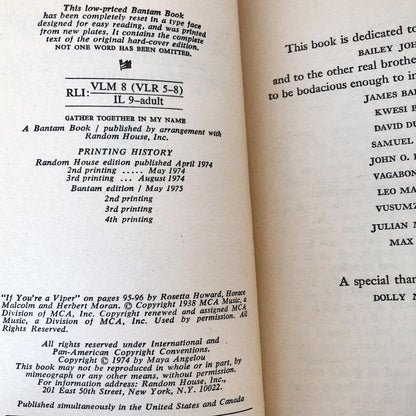 This low-priced Bantam Book
has been completely reset in a type face
designed for easy reading, and was printed
from new plates. It contains the complete
text of the original hard-cover edition.
NOT ONE WORD HAS BEEN OMITTED.
RLI: VLM 8 (VLR 5–8)
IL 9–adult
GATHER TOGETHER IN MY NAME
A Bantam Book / published by arrangement with
Random House, Inc.
PRINTING HISTORY
Random House edition published April 1974
2nd printing ..... May 1974
3rd printing ... August 1974
Bantam edition / May 1975
2nd printing
3rd printing
4th printing
"If You're a Viper" on pages 95-96 by Rosetta Howard, Horace
Malcolm and Herbert Moran. © Copyright 1938 MCA Music, a
Division of MCA, Inc. Copyright renewed and assigned MCA
Music, a Division of MCA, Inc. Used by permission. All
Rights Reserved.
All rights reserved under International and
Pan-American Copyright Conventions.
Copyright © 1974 by Maya Angelou
This book may not be reproduced in whole or in part, by
mimeograph or any other means, without permission.
For information address: Random House, Inc.,
201 East 50th Street, New York, N.Y. 10022.
Published simultaneously in the United States and Canada
This book is dedicated to
BAILEY JO
and to the other real brothe
to be bodacious enough to in
JAMES BA
KWESI B
DAVID DU
SAMUEL
JOHN O.
VAGABON
LEO MA
VUSUMZ
JULIAN
MAX
A special than
DOLLY